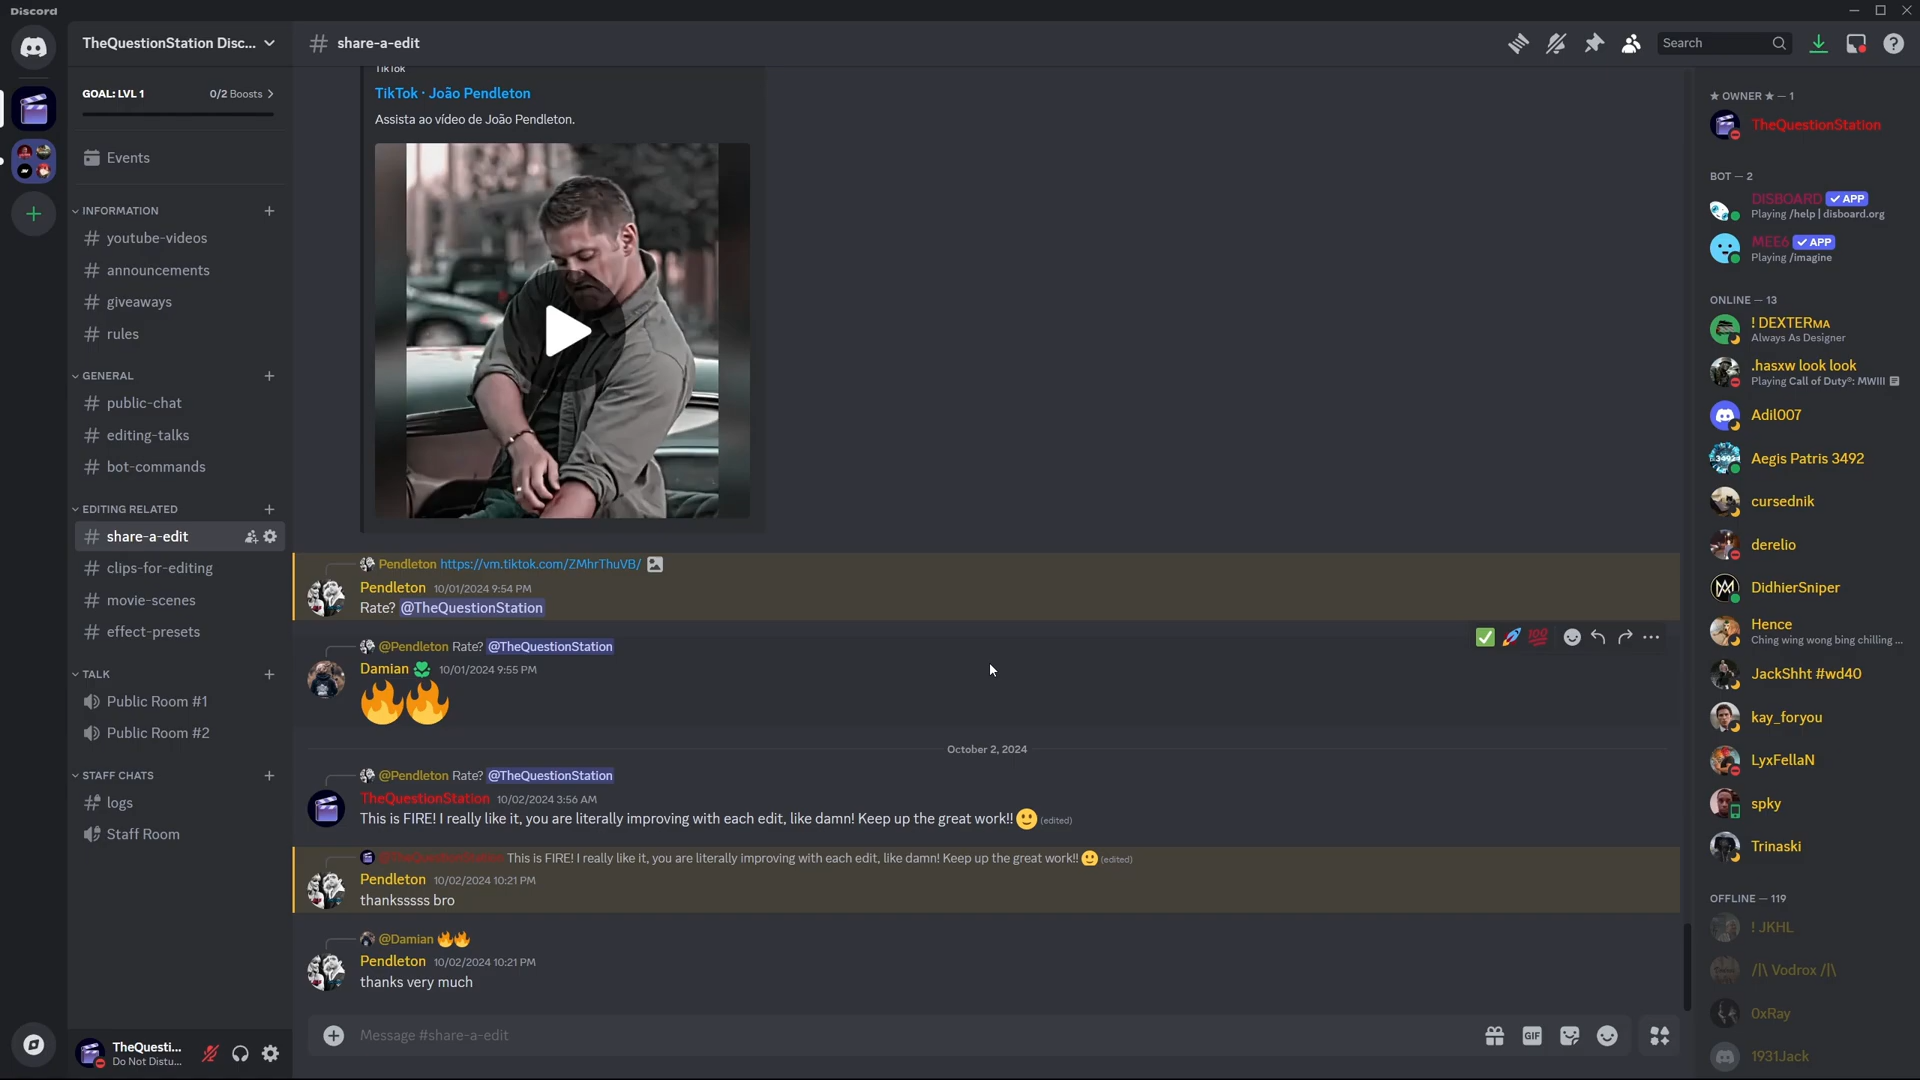 Discord
TheQuestionStation Disc...
share-a-edit
Search
GOAL: LVL 1
0/2 Boosts
Events
INFORMATION
youtube-videos
announcements
giveaways
rules
GENERAL
public-chat
editing-talks
bot-commands
EDITING RELATED
share-a-edit
clips-for-editing
movie-scenes
effect-presets
TALK
Public Room #1
Public Room #2
STAFF CHATS
logs
Staff Room
TheQuesti...
Do Not Distu...
TikTok
TikTok · João Pendleton
Assista ao vídeo de João Pendleton.
Pendleton https://vm.tiktok.com/ZMhrThuVB/
Pendleton 10/01/2024 9:54 PM
Rate? @TheQuestionStation
@Pendleton Rate? @TheQuestionStation
Damian 10/01/2024 9:55 PM
🔥🔥
October 2, 2024
@Pendleton Rate? @TheQuestionStation
TheQuestionStation 10/02/2024 3:56 AM
This is FIRE! I really like it, you are literally improving with each edit, like damn! Keep up the great work!! 🙂 (edited)
@TheQuestionStation This is FIRE! I really like it, you are literally improving with each edit, like damn! Keep up the great work!! 🙂 (edited)
Pendleton 10/02/2024 10:21 PM
thanksssss bro
@Damian 🔥🔥
Pendleton 10/02/2024 10:21 PM
thanks very much
Message #share-a-edit
GIF
★ OWNER ★ — 1
TheQuestionStation
BOT — 2
DISBOARD ✓ APP
Playing /help | disboard.org
MEE6 ✓ APP
Playing /imagine
ONLINE — 13
! DEXTERᴍᴀ
Always As Designer
.hasxw look look
Playing Call of Duty®: MWIII
Adil007
Aegis Patris 3492
cursednik
derelio
DidhierSniper
Hence
Ching wing wong bing chilling ...
JackShht #wd40
kay_foryou
LyxFellaN
spky
Trinaski
OFFLINE — 119
! JKHL
/|\ Vodrox /|\
0xRay
1931Jack